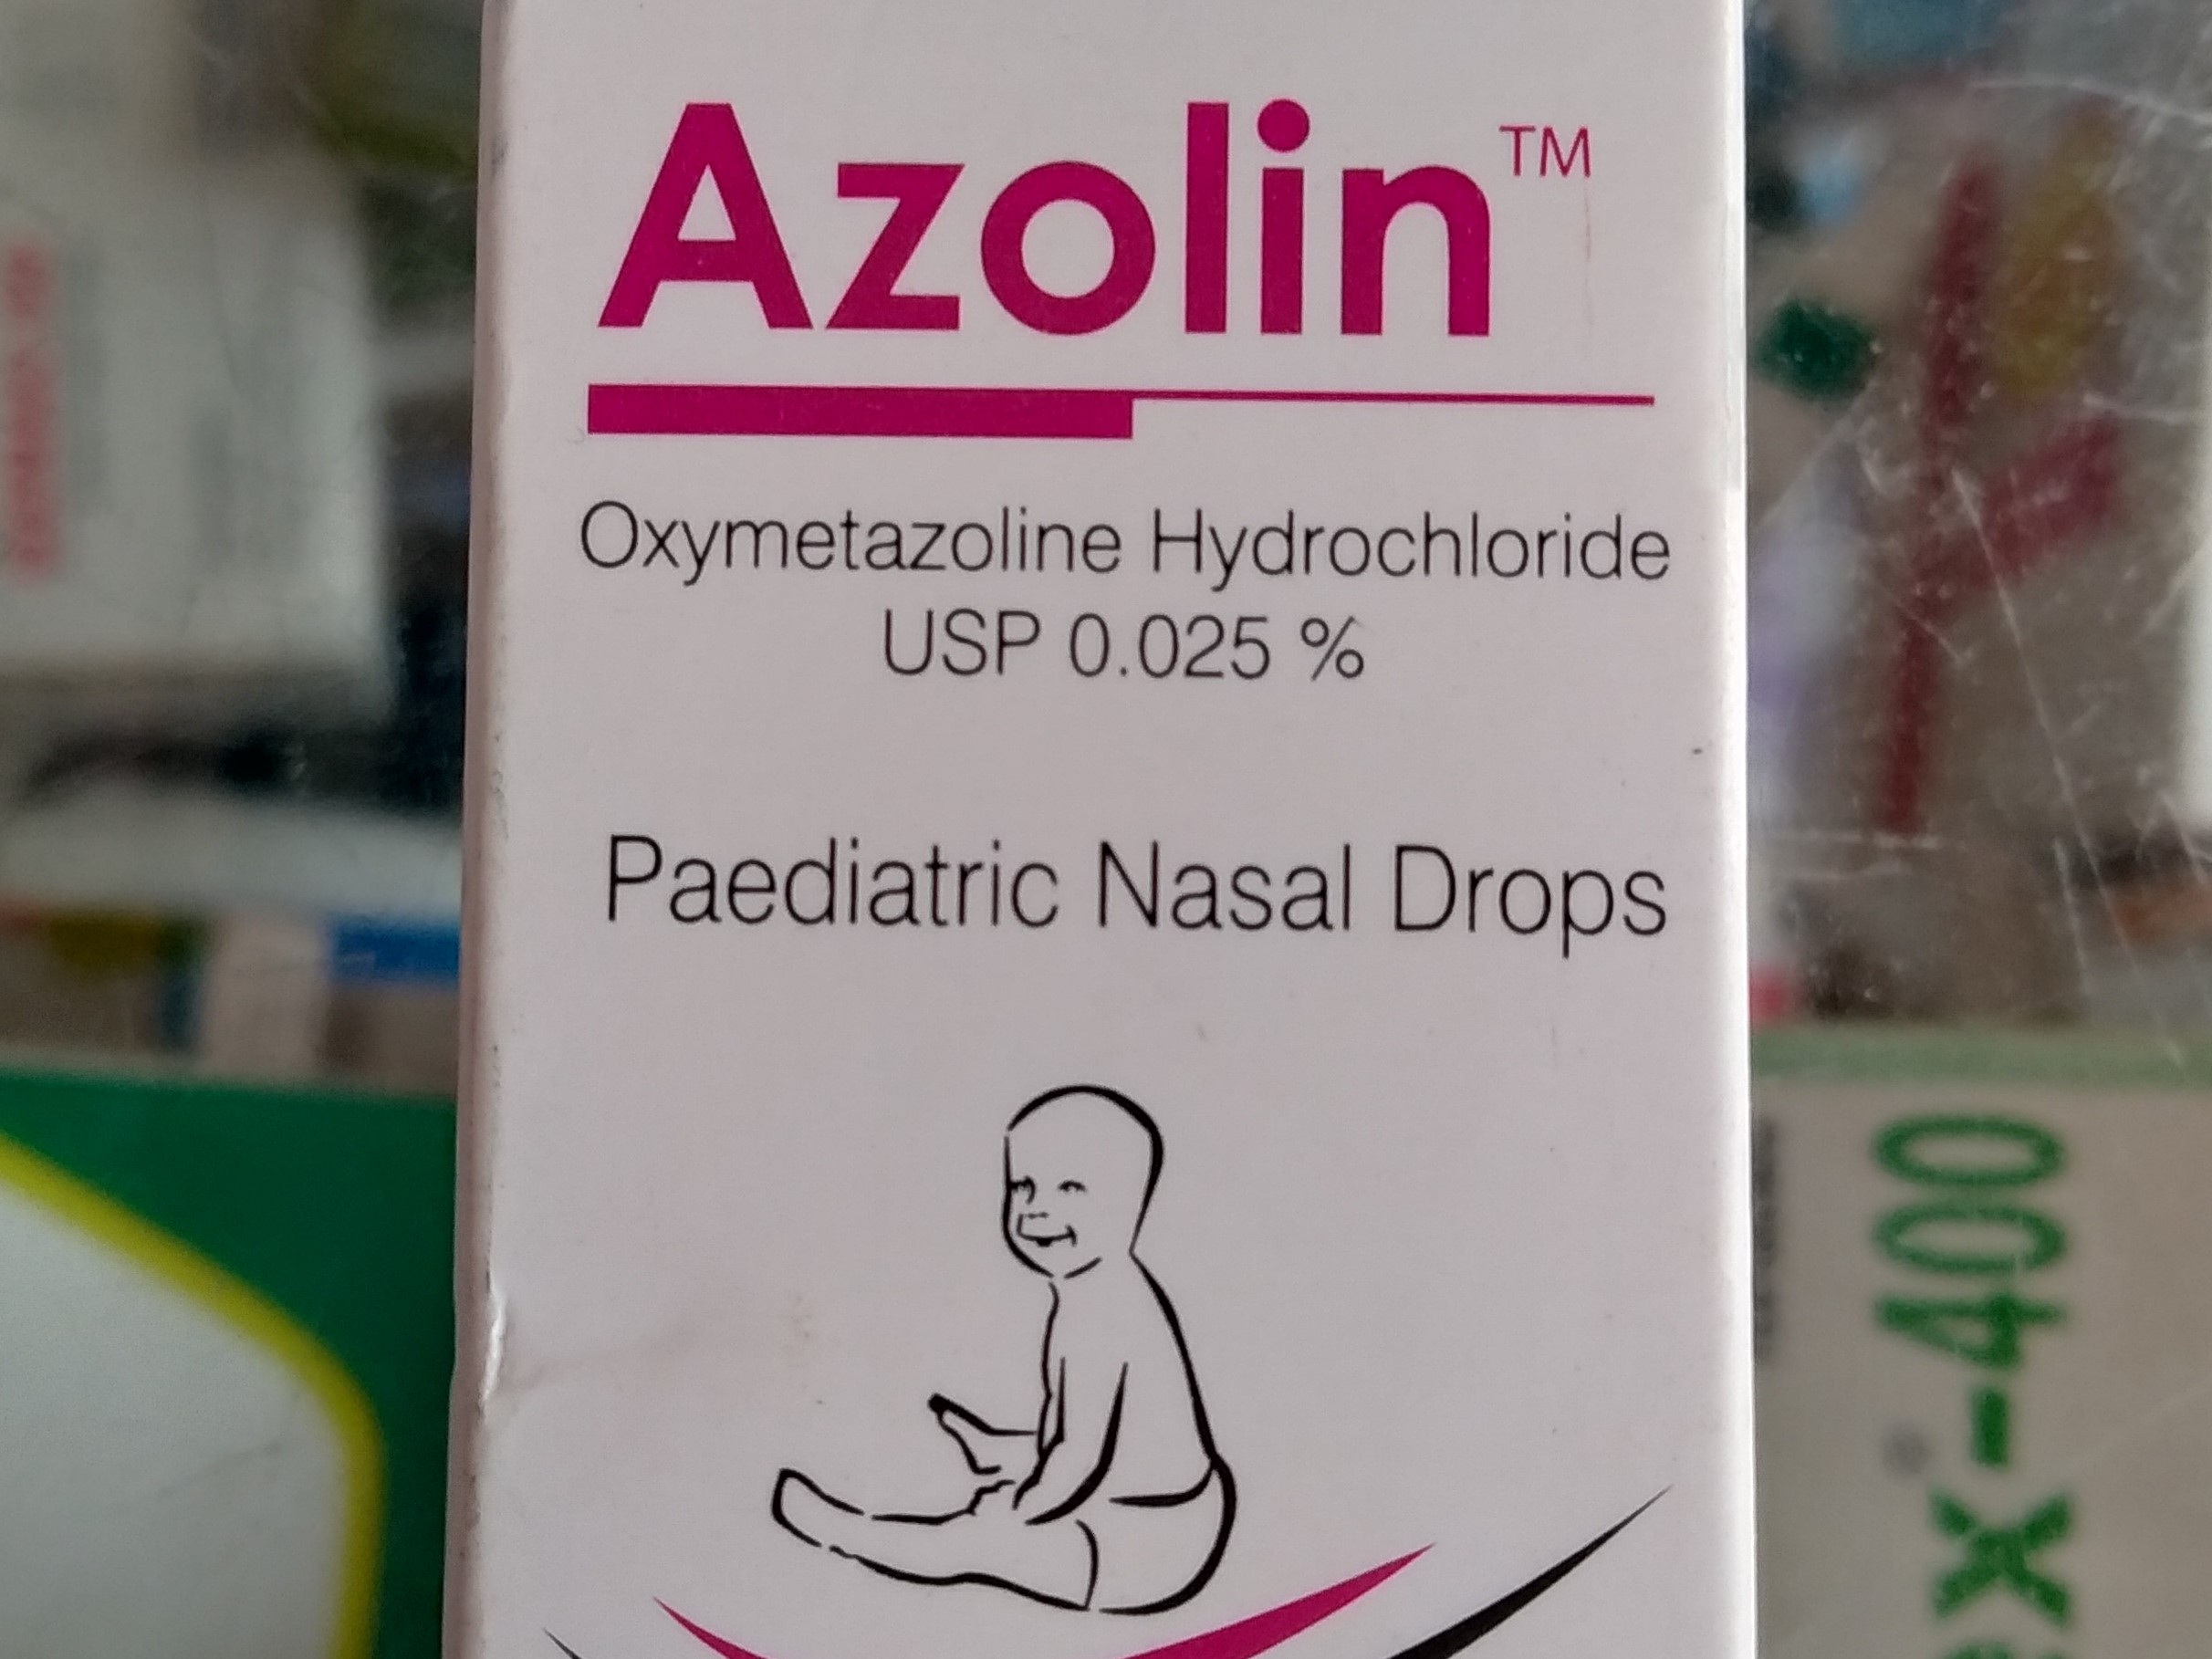 Azolin™
Oxymetazoline Hydrochloride
USP 0.025 %
Paediatric Nasal Drops
x-400